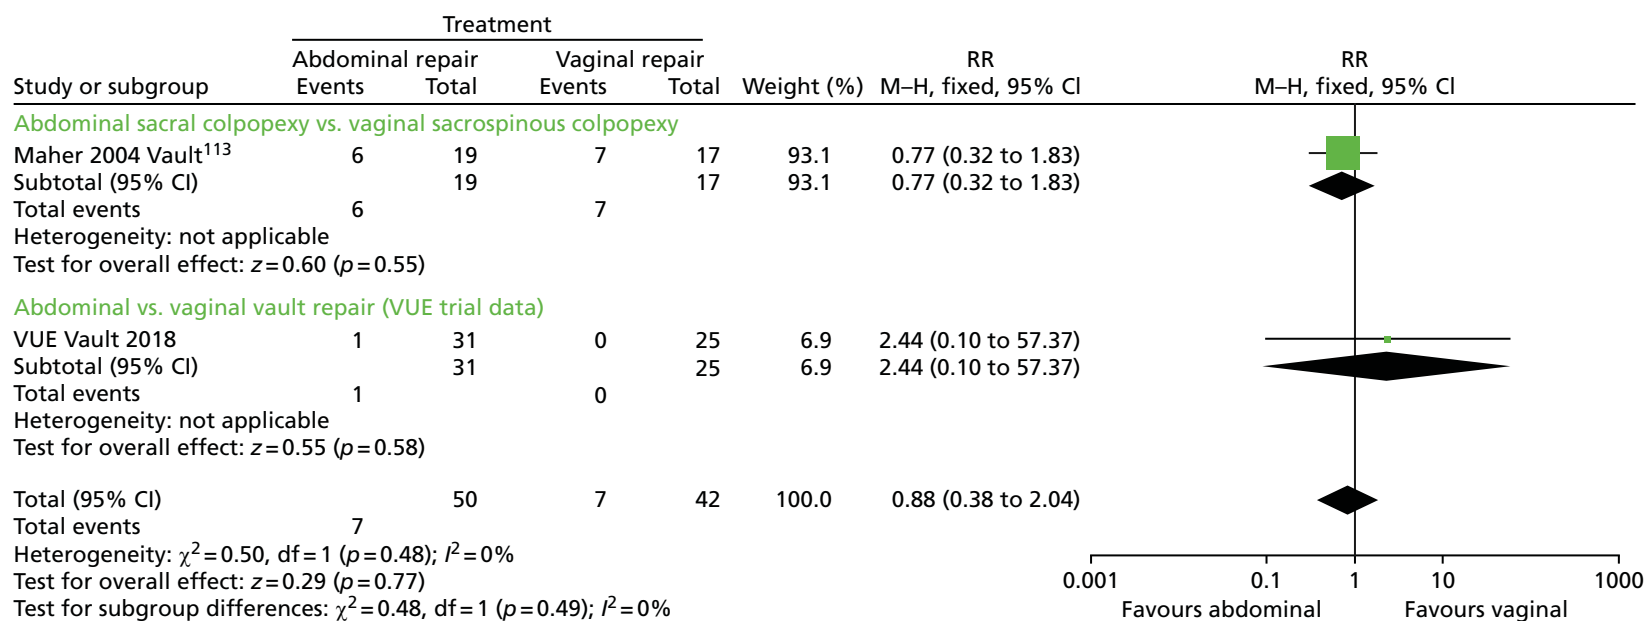 Treatment
Abdominal repair Vaginal repair RR RR
Study or subgroup Events Total Events Total Weight (%) M–H, fixed, 95% CI M–H, fixed, 95% CI
Abdominal sacral colpopexy vs. vaginal sacrospinous colpopexy
Maher 2004 Vault113 6 19 7 17 93.1 0.77 (0.32 to 1.83)
Subtotal (95% CI) 19 17 93.1 0.77 (0.32 to 1.83)
Total events 6 7
Heterogeneity: not applicable
Test for overall effect: z=0.60 (p=0.55)
Abdominal vs. vaginal vault repair (VUE trial data)
VUE Vault 2018 1 31 0 25 6.9 2.44 (0.10 to 57.37)
Subtotal (95% CI) 31 25 6.9 2.44 (0.10 to 57.37)
Total events 1 0
Heterogeneity: not applicable
Test for overall effect: z=0.55 (p=0.58)
Total (95% CI) 50 7 42 100.0 0.88 (0.38 to 2.04)
Total events 7
Heterogeneity: χ2=0.50, df=1 (p=0.48); I2=0%
Test for overall effect: z=0.29 (p=0.77)
Test for subgroup differences: χ2=0.48, df=1 (p=0.49); I2=0%
0.001 0.1 1 10 1000
Favours abdominal Favours vaginal